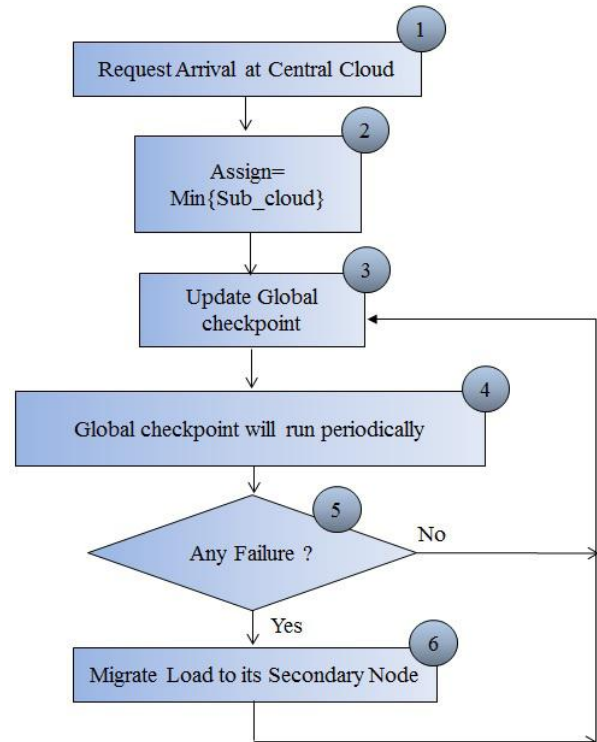 1
Request Arrival at Central Cloud
2
Assign=
Min{Sub_cloud}
3
Update Global
checkpoint
4
Global checkpoint will run periodically
5
Any Failure ?
No
Yes
6
Migrate Load to its Secondary Node